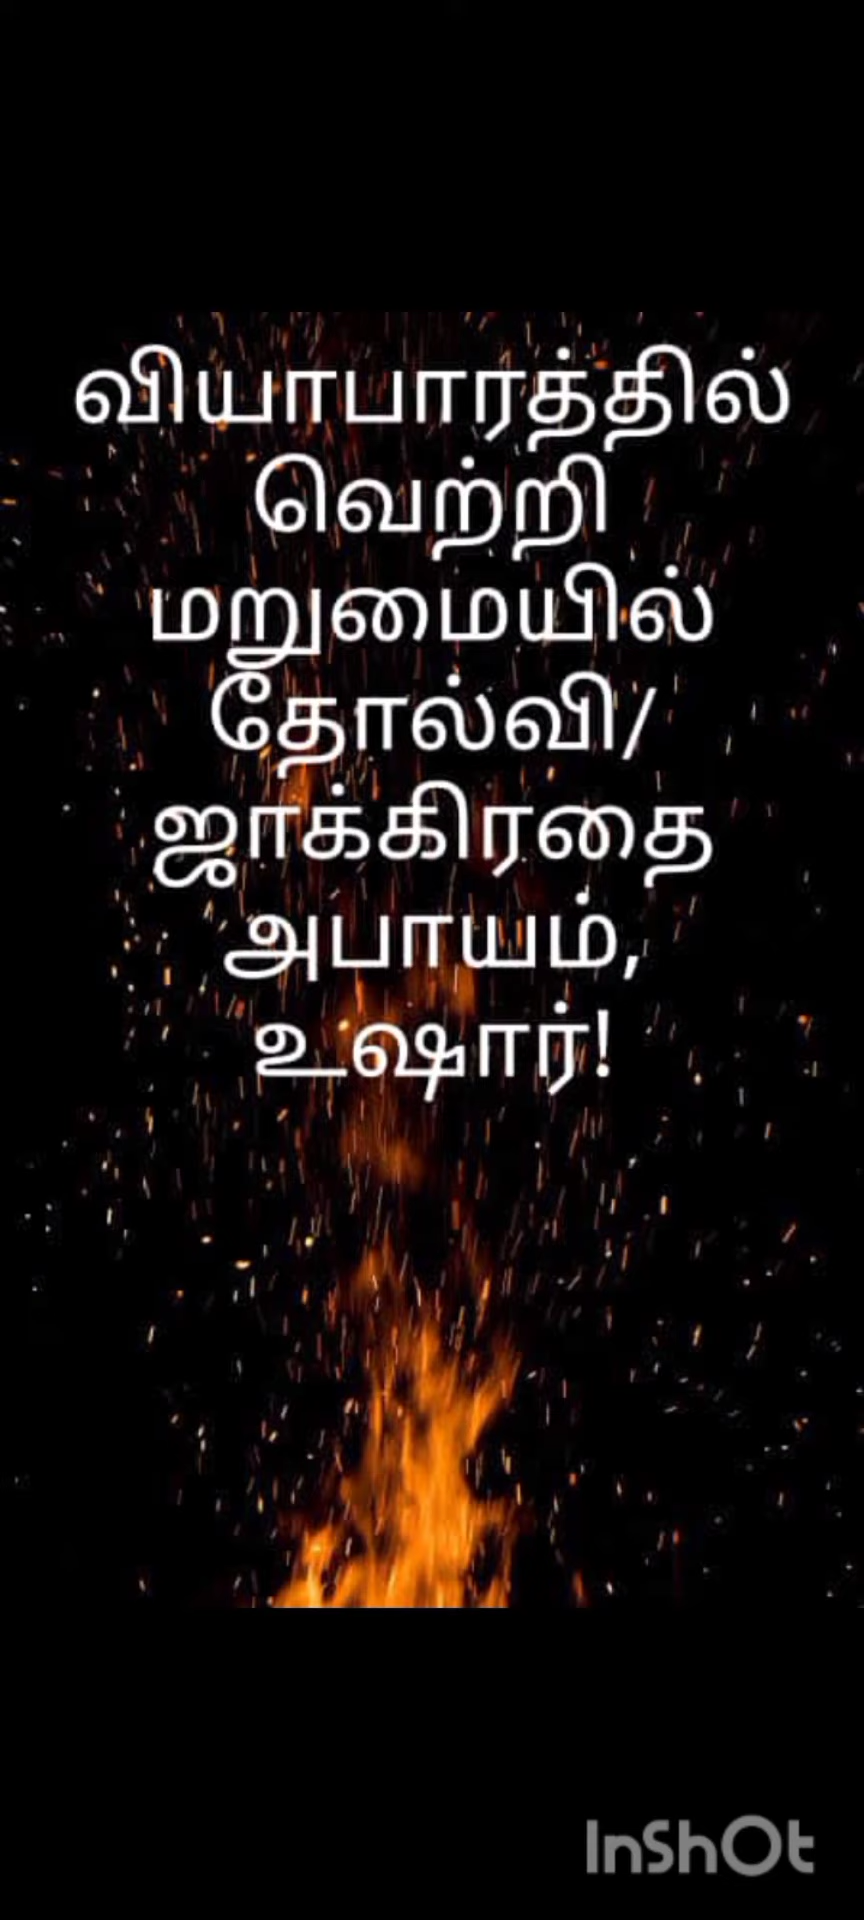 வியாபாரத்தில்
வெற்றி
மறுமையில்
தோல்வி/
ஜாக்கிரதை
அபாயம்,
உஷார்!
InShOt